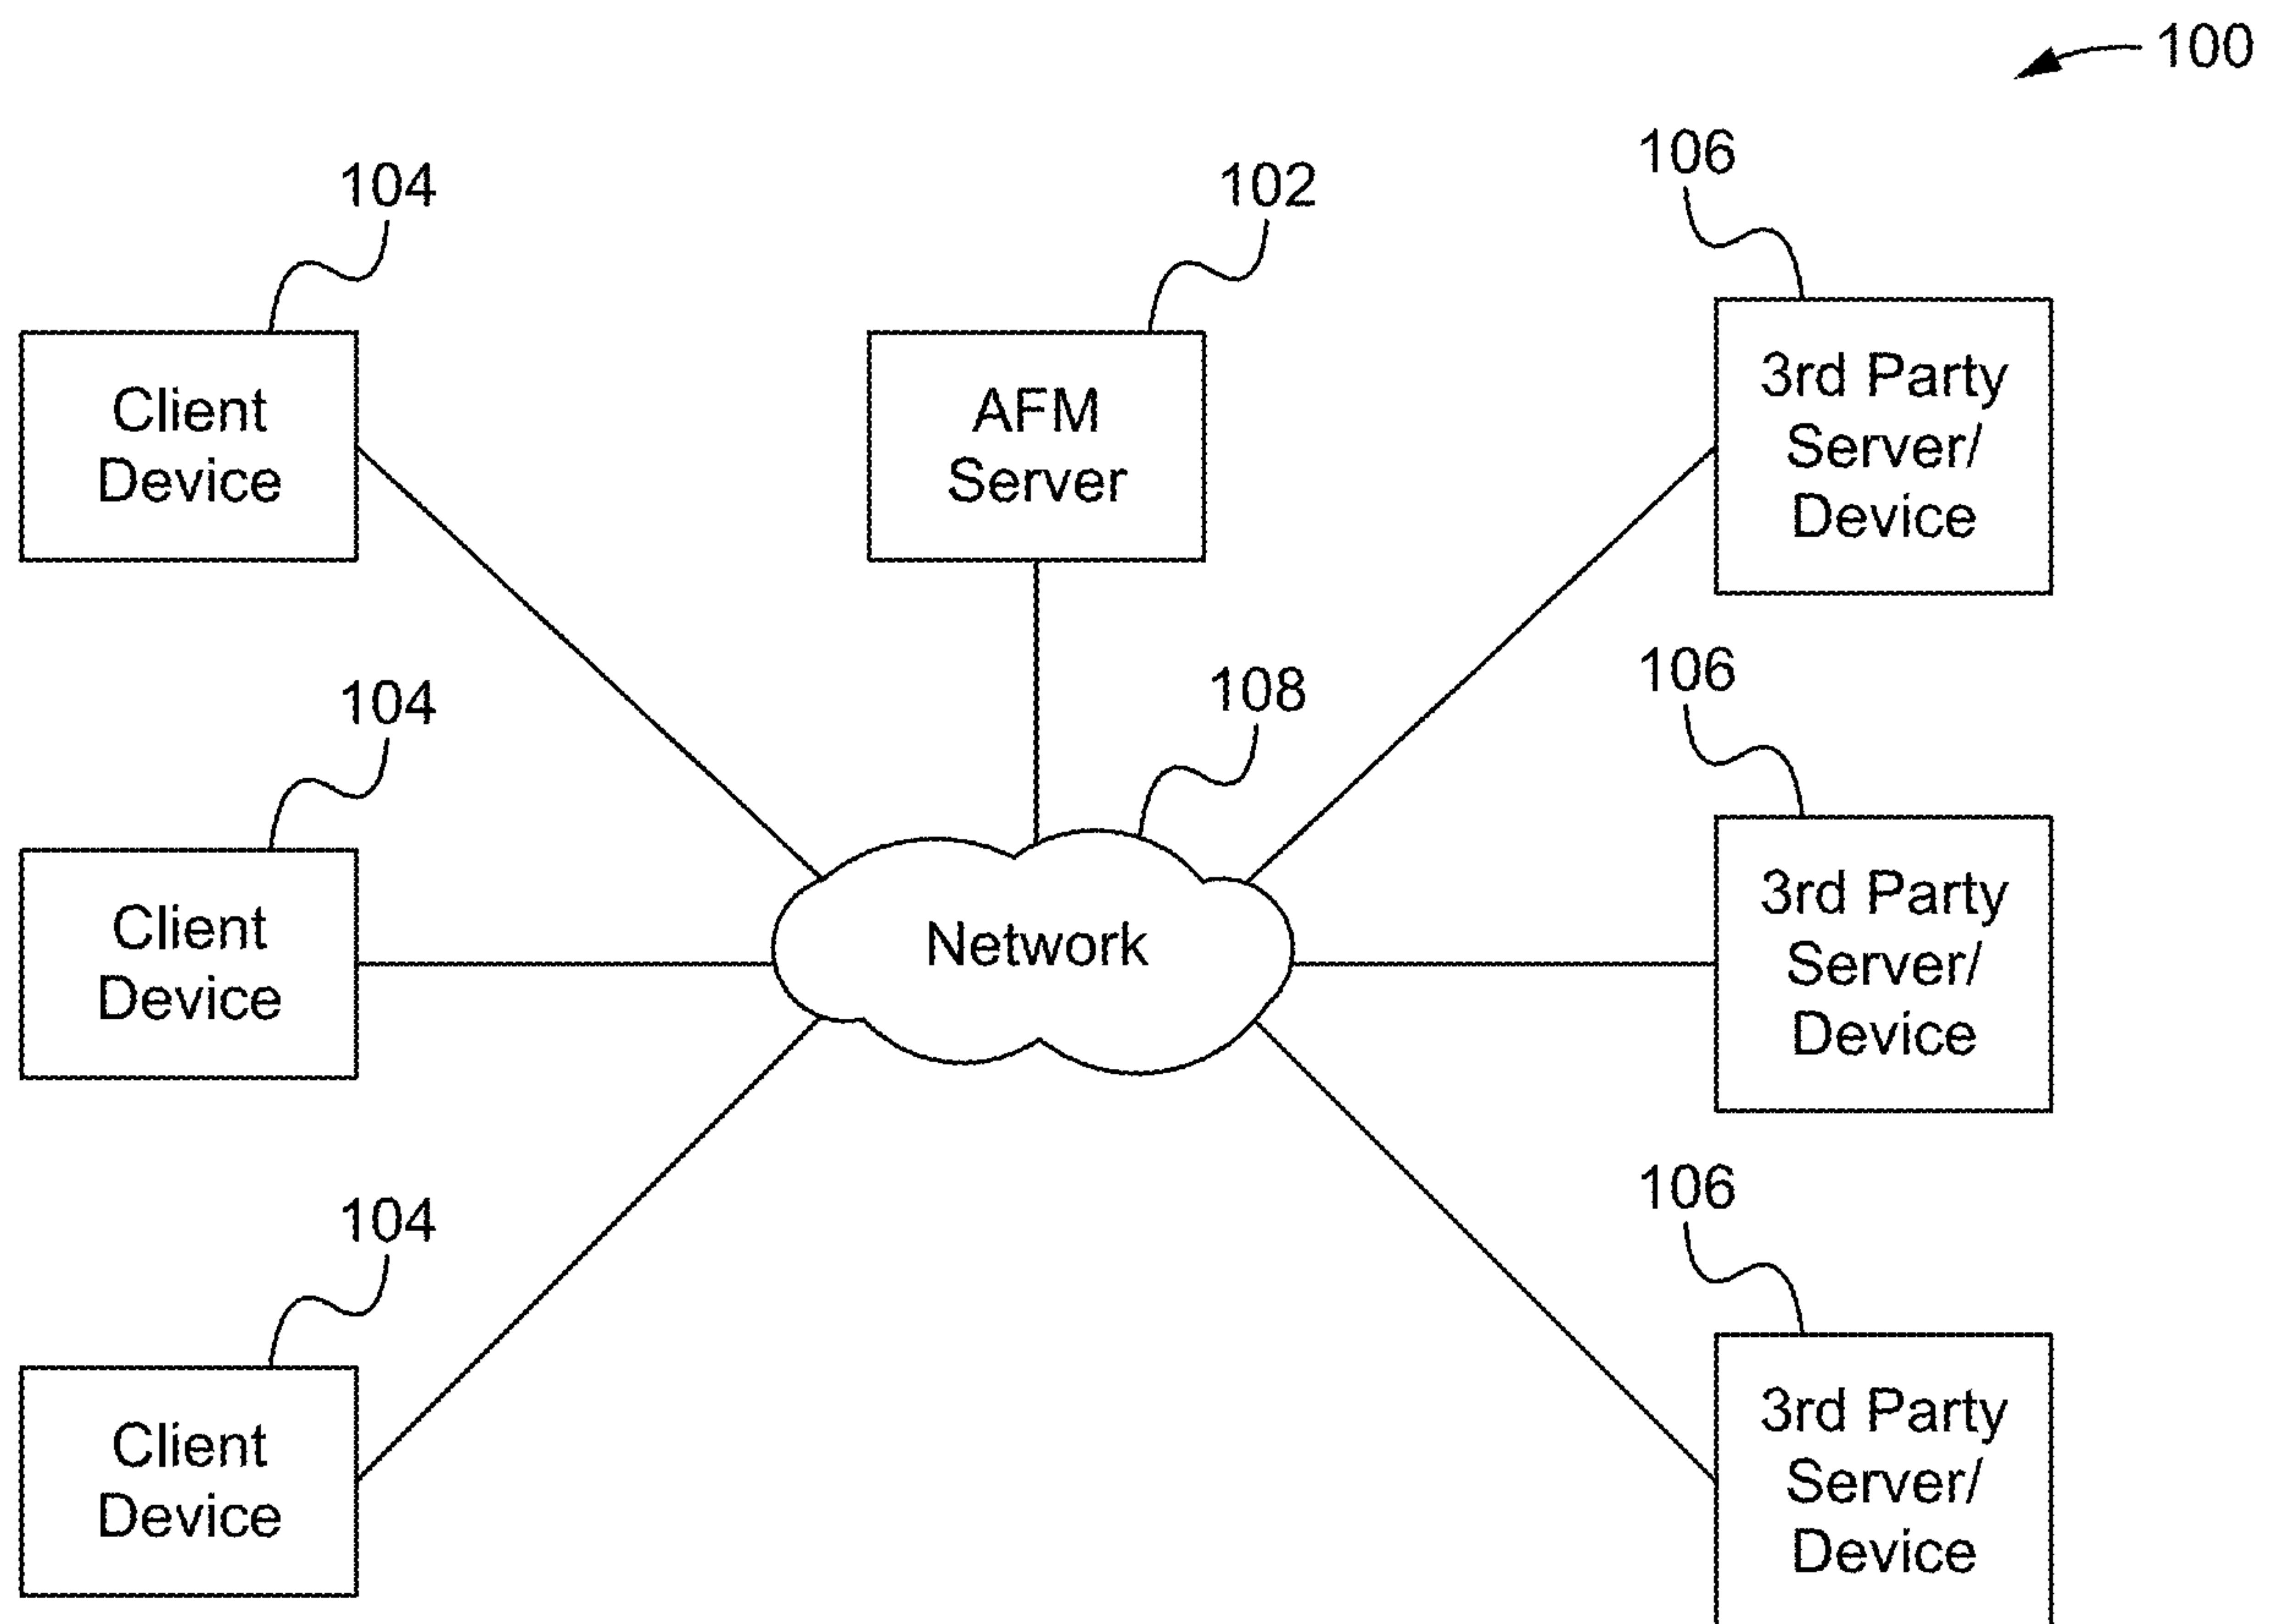 100
104
102
106
Client
Device
AFM
Server
3rd Party
Server/
Device
104
108
106
Client
Device
Network
3rd Party
Server/
Device
104
106
Client
Device
3rd Party
Server/
Device